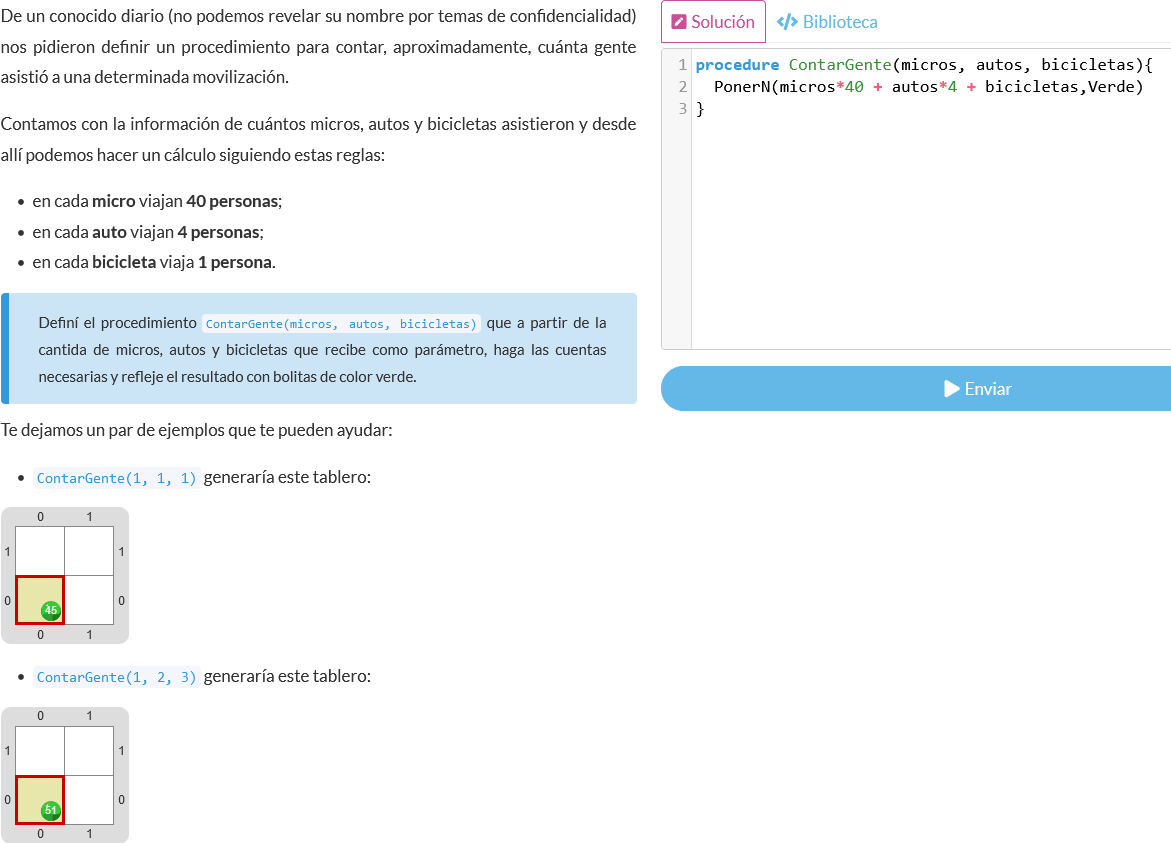 De un conocido diario (no podemos revelar su nombre por temas de confidencialidad)
nos pidieron definir un procedimiento para contar, aproximadamente, cuánta gente
asistió a una determinada movilización.
Contamos con la información de cuántos micros, autos y bicicletas asistieron y desde
allí podemos hacer un cálculo siguiendo estas reglas:
• en cada micro viajan 40 personas;
• en cada auto viajan 4 personas;
• en cada bicicleta viaja 1 persona.
Definí el procedimiento ContarGente(micros, autos, bicicletas) que a partir de la
cantida de micros, autos y bicicletas que recibe como parámetro, haga las cuentas
necesarias y refleje el resultado con bolitas de color verde.
Te dejamos un par de ejemplos que te pueden ayudar:
• ContarGente(1, 1, 1) generaría este tablero:
0 1
1 1
0 45 0
0 1
• ContarGente(1, 2, 3) generaría este tablero:
0 1
1 1
0 51 0
0 1
Solución </> Biblioteca
1 procedure ContarGente(micros, autos, bicicletas){
2 PonerN(micros*40 + autos*4 + bicicletas,Verde)
3 }
Enviar